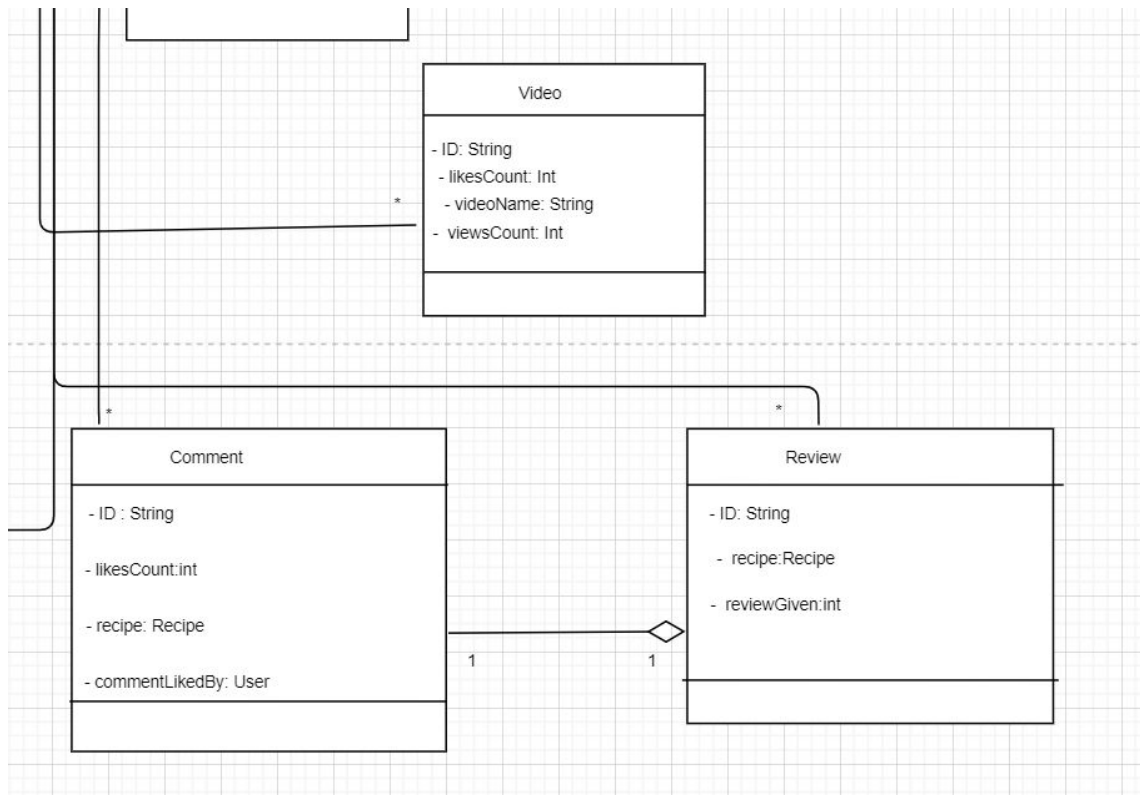 Video
- ID: String
- likesCount: Int
*
- videoName: String
- viewsCount: Int
*
*
Comment
Review
- ID : String
- likesCount:int
- recipe: Recipe
- commentLikedBy: User
- ID: String
- recipe:Recipe
- reviewGiven:int
1
1